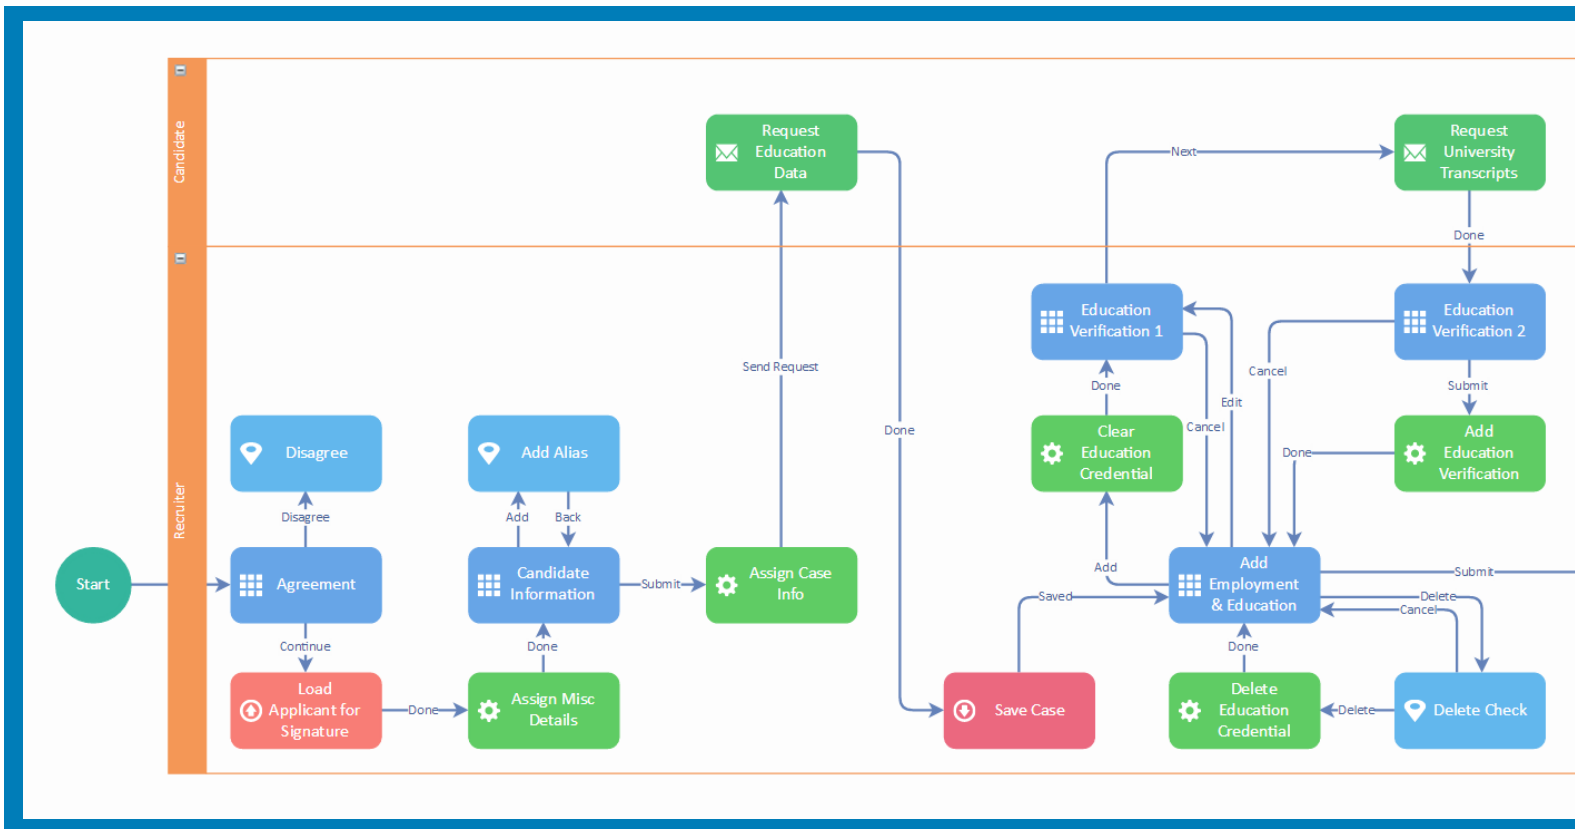 Candidate
Request
Education
Data
Next
Request
University
Transcripts
Done
Recruiter
Education
Verification 1
Education
Verification 2
Send Request
Cancel
Done
Submit
Edit
Cancel
Done
Disagree
Add Alias
Clear
Education
Credential
Done
Add
Education
Verification
Disagree
Add
Back
Start
Agreement
Candidate
Information
Submit
Assign Case
Info
Add
Add
Employment
& Education
Submit
Saved
Delete
Cancel
Continue
Done
Done
Load
Applicant for
Signature
Done
Assign Misc
Details
Save Case
Delete
Education
Credential
Delete
Delete Check